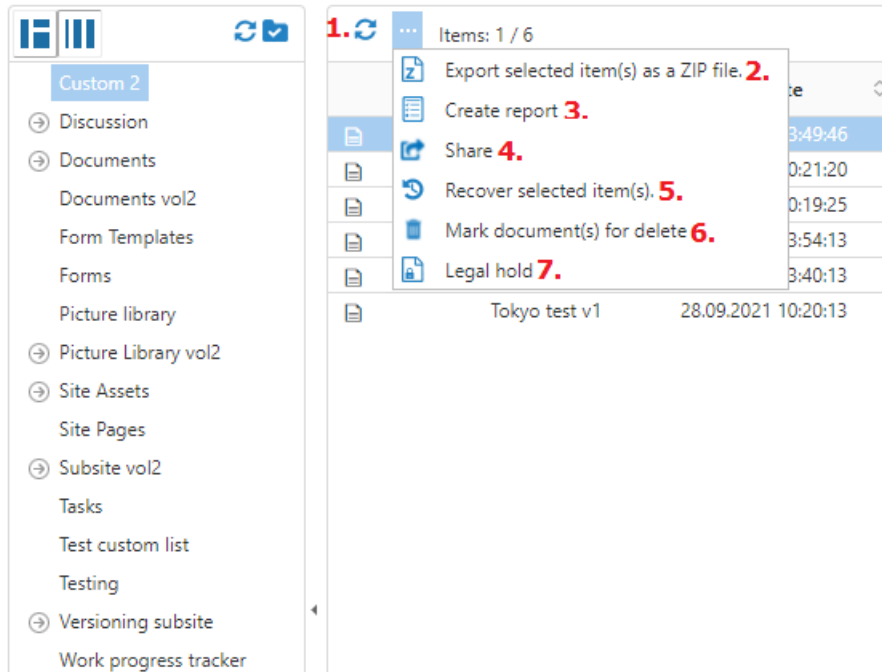 Custom 2
Discussion
Documents
Documents vol2
Form Templates
Forms
Picture library
Picture Library vol2
Site Assets
Site Pages
Subsite vol2
Tasks
Test custom list
Testing
Versioning subsite
Work progress tracker
1. ... Items: 1 / 6
Export selected item(s) as a ZIP file. 2.
Create report 3.
Share 4.
Recover selected item(s). 5.
Mark document(s) for delete 6.
Legal hold 7.
te
3:49:46
0:21:20
0:19:25
3:54:13
3:40:13
Tokyo test v1 28.09.2021 10:20:13